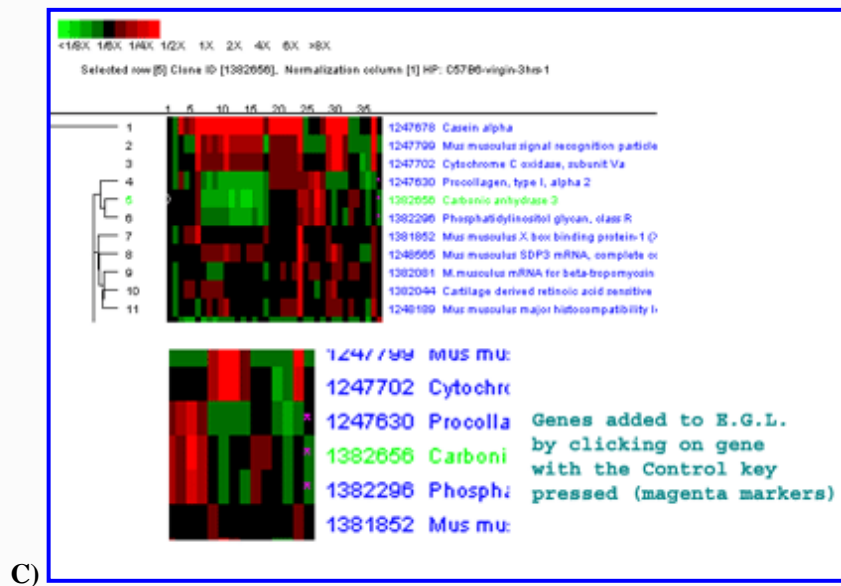 <1/8X 1/6X 1/4X 1/2X 1X 2X 4X 6X >8X
Selected row [5] Clone ID [1382656], Normalization column [1] HP: C57B6-virgin-3hrs-1
1 5 10 15 20 25 30 35
1 1247678 Casein alpha
2 1247799 Mus musculus signal recognition particle
3 1247702 Cytochrome C oxidase, subunit Va
4 1247630 Procollagen, type I, alpha 2
5 1382656 Carbonic anhydrase 3
6 1382296 Phosphatidylinositol glycan, class R
7 1381852 Mus musculus X box binding protein-1 (X
8 1248565 Mus musculus SDP3 mRNA, complete co
9 1382081 M.musculus mRNA for beta-tropomyosin
10 1382044 Cartilage derived retinoic acid sensitive
11 1248189 Mus musculus major histocompatibility l
1247799 Mus mu
1247702 Cytochr
1247630 Procolla
1382656 Carboni
1382296 Phospha
1381852 Mus mu
Genes added to E.G.L.
by clicking on gene
with the Control key
pressed (magenta markers)
C)